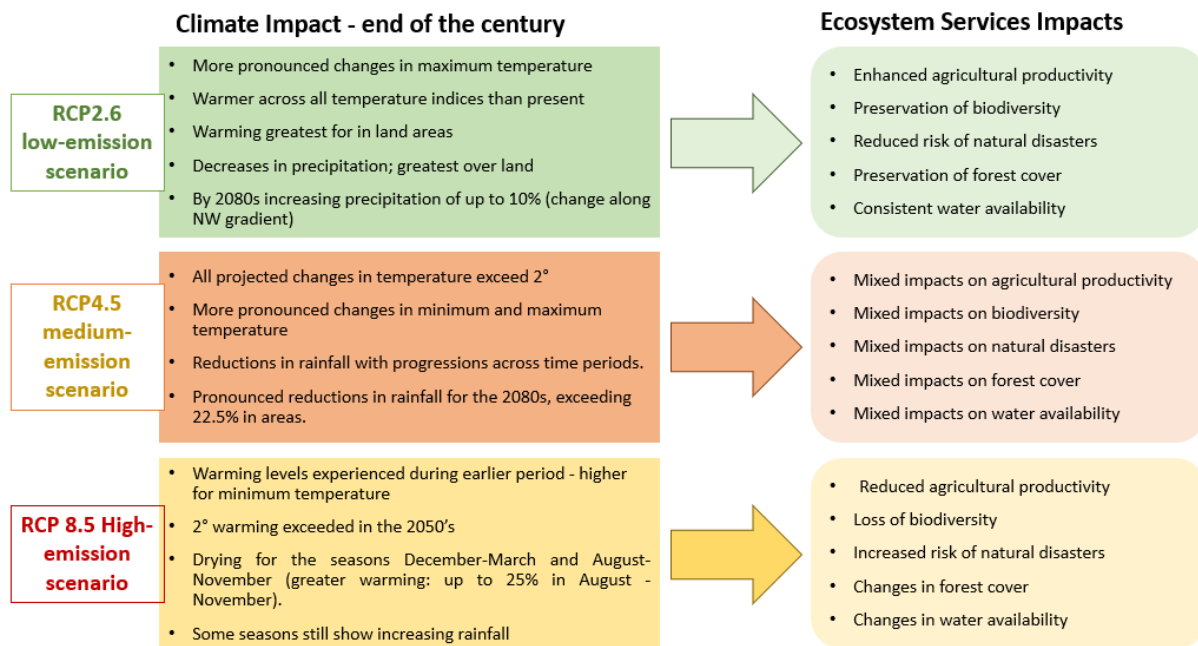 Climate Impact - end of the century
Ecosystem Services Impacts
RCP2.6
low-emission
scenario
• More pronounced changes in maximum temperature
• Warmer across all temperature indices than present
• Warming greatest for in land areas
• Decreases in precipitation; greatest over land
• By 2080s increasing precipitation of up to 10% (change along
NW gradient)
• Enhanced agricultural productivity
• Preservation of biodiversity
• Reduced risk of natural disasters
• Preservation of forest cover
• Consistent water availability
RCP4.5
medium-
emission
scenario
• All projected changes in temperature exceed 2°
• More pronounced changes in minimum and maximum
temperature
• Reductions in rainfall with progressions across time periods.
• Pronounced reductions in rainfall for the 2080s, exceeding
22.5% in areas.
• Mixed impacts on agricultural productivity
• Mixed impacts on biodiversity
• Mixed impacts on natural disasters
• Mixed impacts on forest cover
• Mixed impacts on water availability
RCP 8.5 High-
emission
scenario
• Warming levels experienced during earlier period - higher
for minimum temperature
• 2° warming exceeded in the 2050's
• Drying for the seasons December-March and August-
November (greater warming: up to 25% in August -
November).
• Some seasons still show increasing rainfall
• Reduced agricultural productivity
• Loss of biodiversity
• Increased risk of natural disasters
• Changes in forest cover
• Changes in water availability